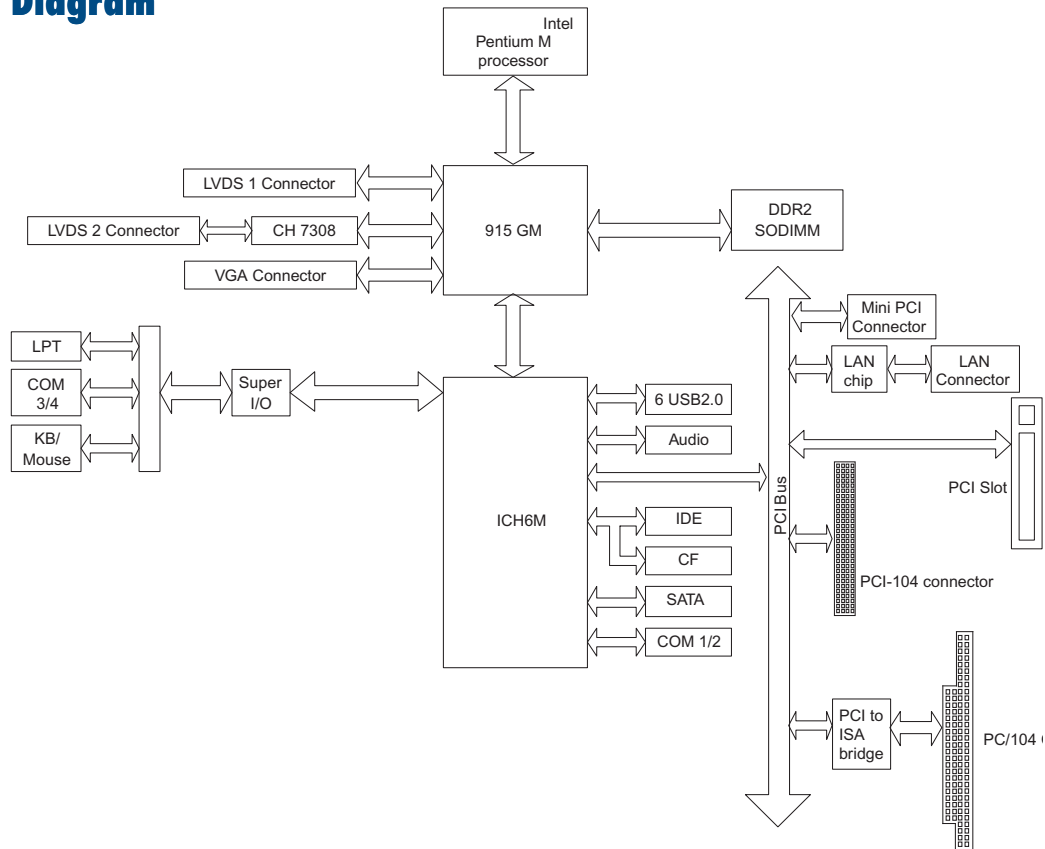 Diagram
Intel
Pentium M
processor
LVDS 1 Connector
LVDS 2 Connector
CH 7308
915 GM
DDR2
SODIMM
VGA Connector
Mini PCI
Connector
LPT
LAN
chip
LAN
Connector
COM
3/4
Super
I/O
6 USB2.0
KB/
Mouse
Audio
PCI Slot
PCI Bus
ICH6M
IDE
CF
PCI-104 connector
SATA
COM 1/2
PCI to
ISA
bridge
PC/104